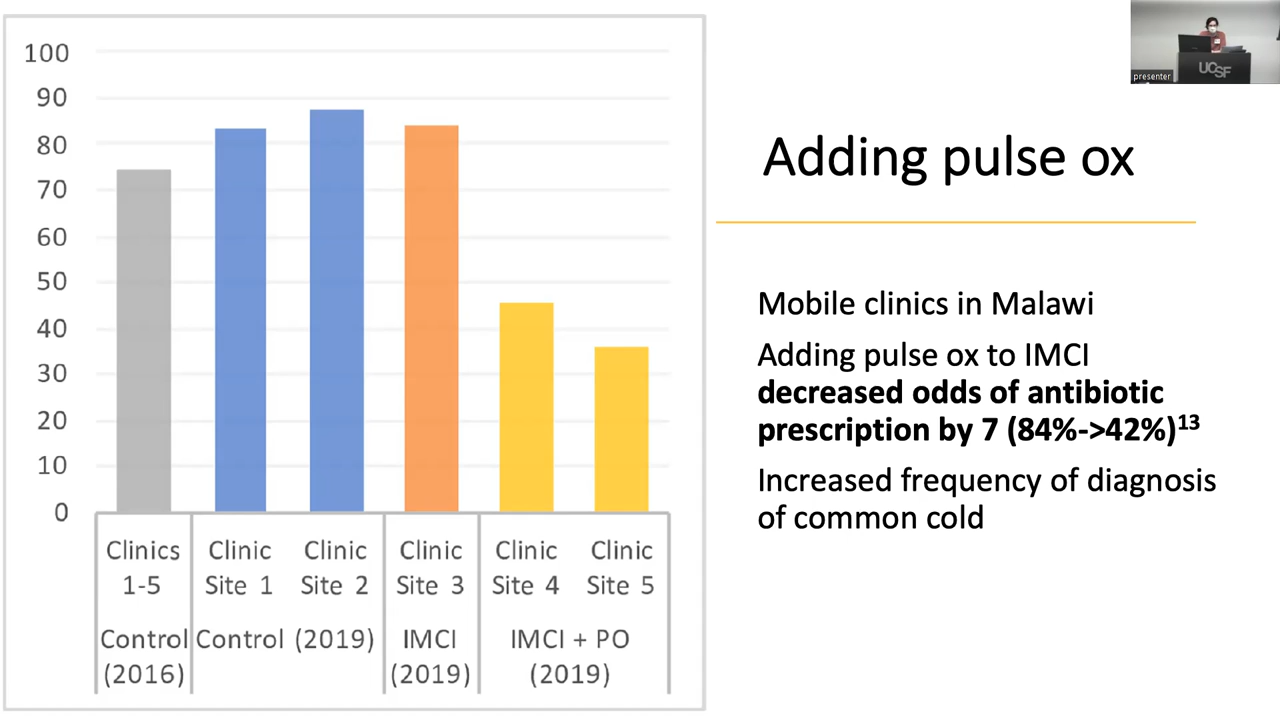 100
90
80
70
60
50
40
30
20
10
0
Clinics 1-5
Clinic Site 1
Clinic Site 2
Clinic Site 3
Clinic Site 4
Clinic Site 5
Control (2016)
Control (2019)
IMCI (2019)
IMCI + PO (2019)
presenter
UCSF
Adding pulse ox
Mobile clinics in Malawi
Adding pulse ox to IMCI
decreased odds of antibiotic
prescription by 7 (84%->42%)¹³
Increased frequency of diagnosis
of common cold